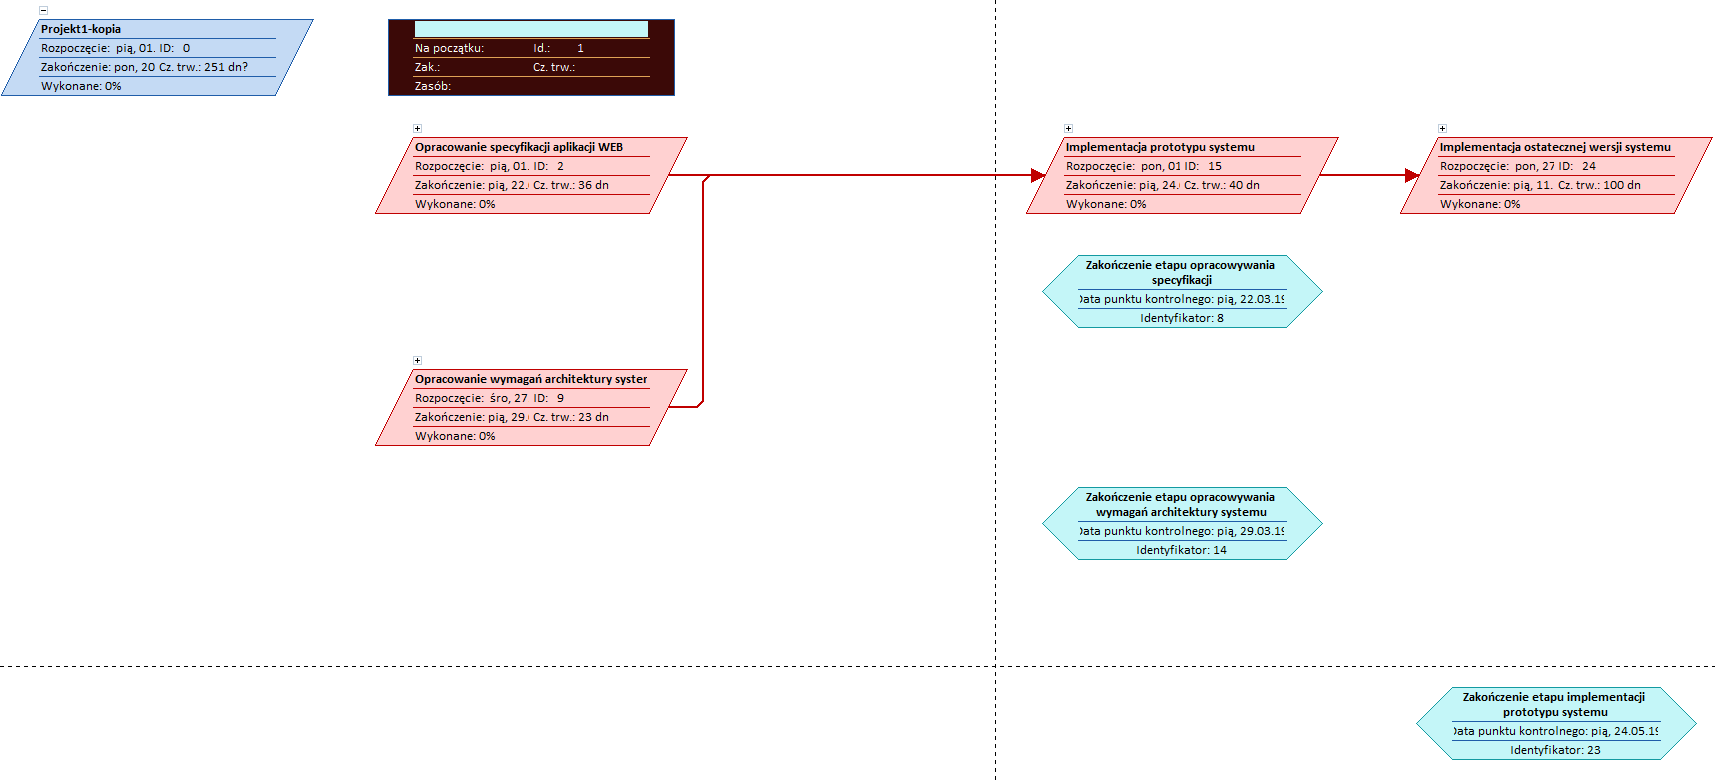 Projekt1-kopia
Rozpoczęcie: pią, 01. ID: 0
Zakończenie: pon, 20 Cz. trw.: 251 dn?
Wykonane: 0%
Na początku: Id.: 1
Zak.: Cz. trw.:
Zasób:
Opracowanie specyfikacji aplikacji WEB
Rozpoczęcie: pią, 01. ID: 2
Zakończenie: pią, 22.( Cz. trw.: 36 dn
Wykonane: 0%
Implementacja prototypu systemu
Rozpoczęcie: pon, 01 ID: 15
Zakończenie: pią, 24.( Cz. trw.: 40 dn
Wykonane: 0%
Implementacja ostatecznej wersji systemu
Rozpoczęcie: pon, 27 ID: 24
Zakończenie: pią, 11. Cz. trw.: 100 dn
Wykonane: 0%
Zakończenie etapu opracowywania
specyfikacji
Data punktu kontrolnego: pią, 22.03.19
Identyfikator: 8
Opracowanie wymagań architektury syster
Rozpoczęcie: śro, 27 ID: 9
Zakończenie: pią, 29.( Cz. trw.: 23 dn
Wykonane: 0%
Zakończenie etapu opracowywania
wymagań architektury systemu
Data punktu kontrolnego: pią, 29.03.19
Identyfikator: 14
Zakończenie etapu implementacji
prototypu systemu
Data punktu kontrolnego: pią, 24.05.19
Identyfikator: 23